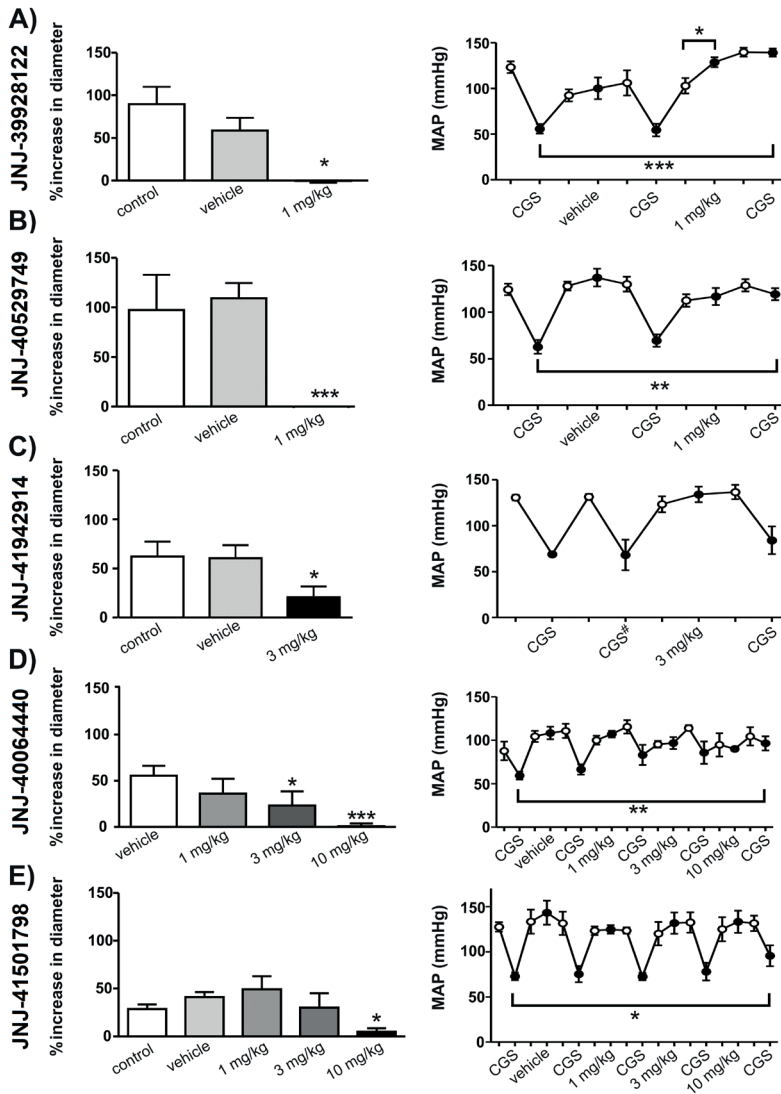 A)
JNJ-39928122
%increase in diameter
150
100
50
0
*
control
vehicle
1 mg/kg
MAP (mmHg)
150
100
50
0
*
***
CGS
vehicle
CGS
1 mg/kg
CGS
B)
JNJ-40529749
%increase in diameter
150
100
50
0
***
control
vehicle
1 mg/kg
MAP (mmHg)
150
100
50
0
**
CGS
vehicle
CGS
1 mg/kg
CGS
C)
JNJ-41942914
%increase in diameter
150
100
50
0
*
control
vehicle
3 mg/kg
MAP (mmHg)
150
100
50
0
CGS
CGS#
3 mg/kg
CGS
D)
JNJ-40064440
%increase in diameter
150
100
50
0
*
***
vehicle
1 mg/kg
3 mg/kg
10 mg/kg
MAP (mmHg)
150
100
50
0
**
CGS
vehicle
CGS
1 mg/kg
CGS
3 mg/kg
CGS
10 mg/kg
CGS
E)
JNJ-41501798
%increase in diameter
150
100
50
0
*
control
vehicle
1 mg/kg
3 mg/kg
10 mg/kg
MAP (mmHg)
150
100
50
0
*
CGS
vehicle
CGS
1 mg/kg
CGS
3 mg/kg
CGS
10 mg/kg
CGS